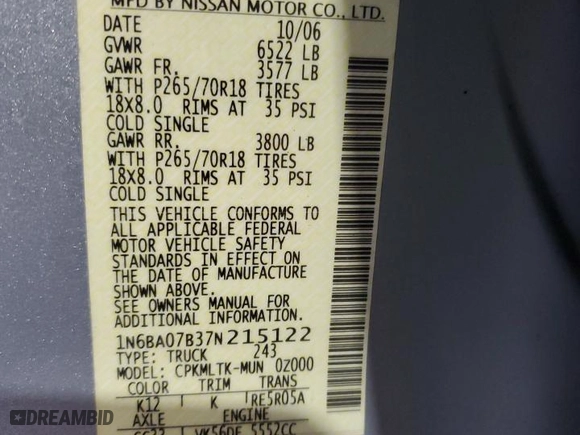 MFD BY NISSAN MOTOR CO., LTD.
DATE 10/06
GVWR 6522 LB
GAWR FR. 3577 LB
WITH P265/70R18 TIRES
18X8.0 RIMS AT 35 PSI
COLD SINGLE
GAWR RR. 3800 LB
WITH P265/70R18 TIRES
18X8.0 RIMS AT 35 PSI
COLD SINGLE
THIS VEHICLE CONFORMS TO
ALL APPLICABLE FEDERAL
MOTOR VEHICLE SAFETY
STANDARDS IN EFFECT ON
THE DATE OF MANUFACTURE
SHOWN ABOVE.
SEE OWNERS MANUAL FOR
ADDITIONAL INFORMATION.
1N6BA07B37N215122
TYPE: TRUCK 243
MODEL: CPKMLTK-MUN 0Z000
COLOR TRIM TRANS
K12 K RE5R05A
AXLE ENGINE
VK56DE 5552CC
DREAMBID